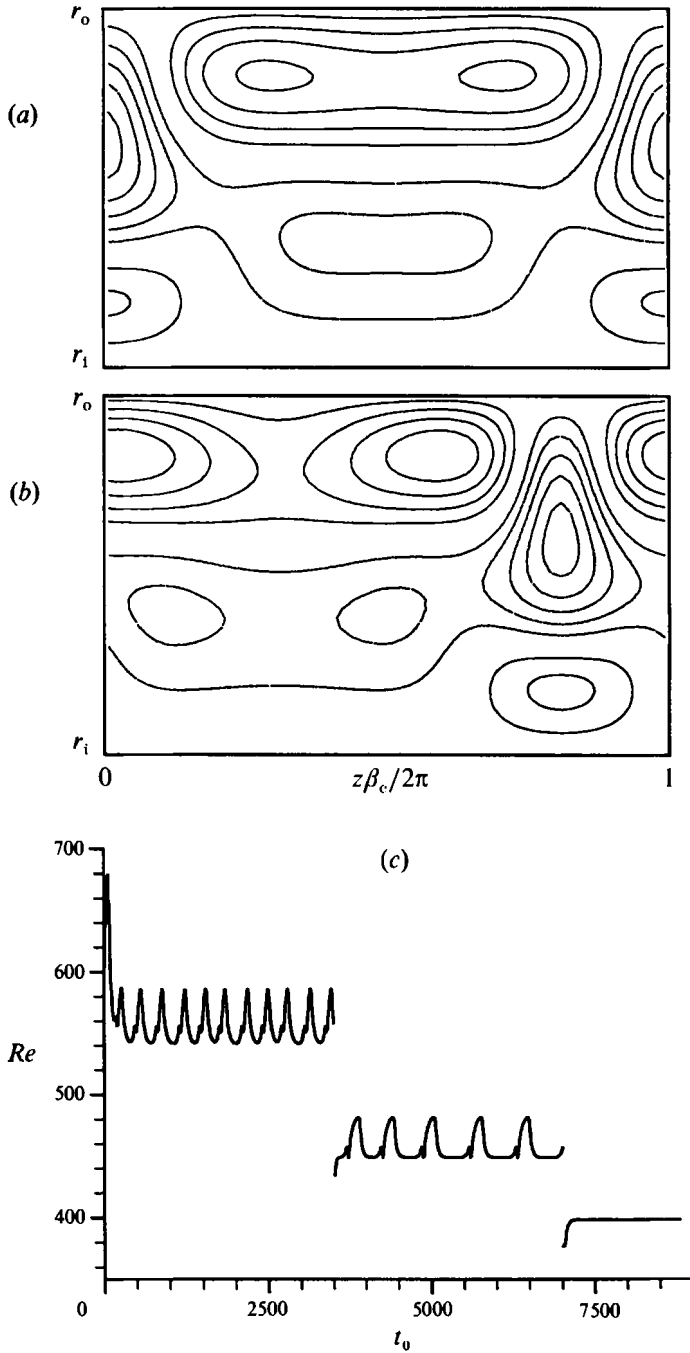 r_o
(a)
r_i
r_o
(b)
r_i
0
zβ_c/2π
1
700
(c)
600
Re
500
400
0
2500
5000
7500
t_0